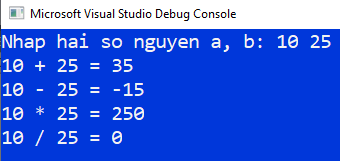 Microsoft Visual Studio Debug Console
Nhap hai so nguyen a, b: 10 25
10 + 25 = 35
10 - 25 = -15
10 * 25 = 250
10 / 25 = 0